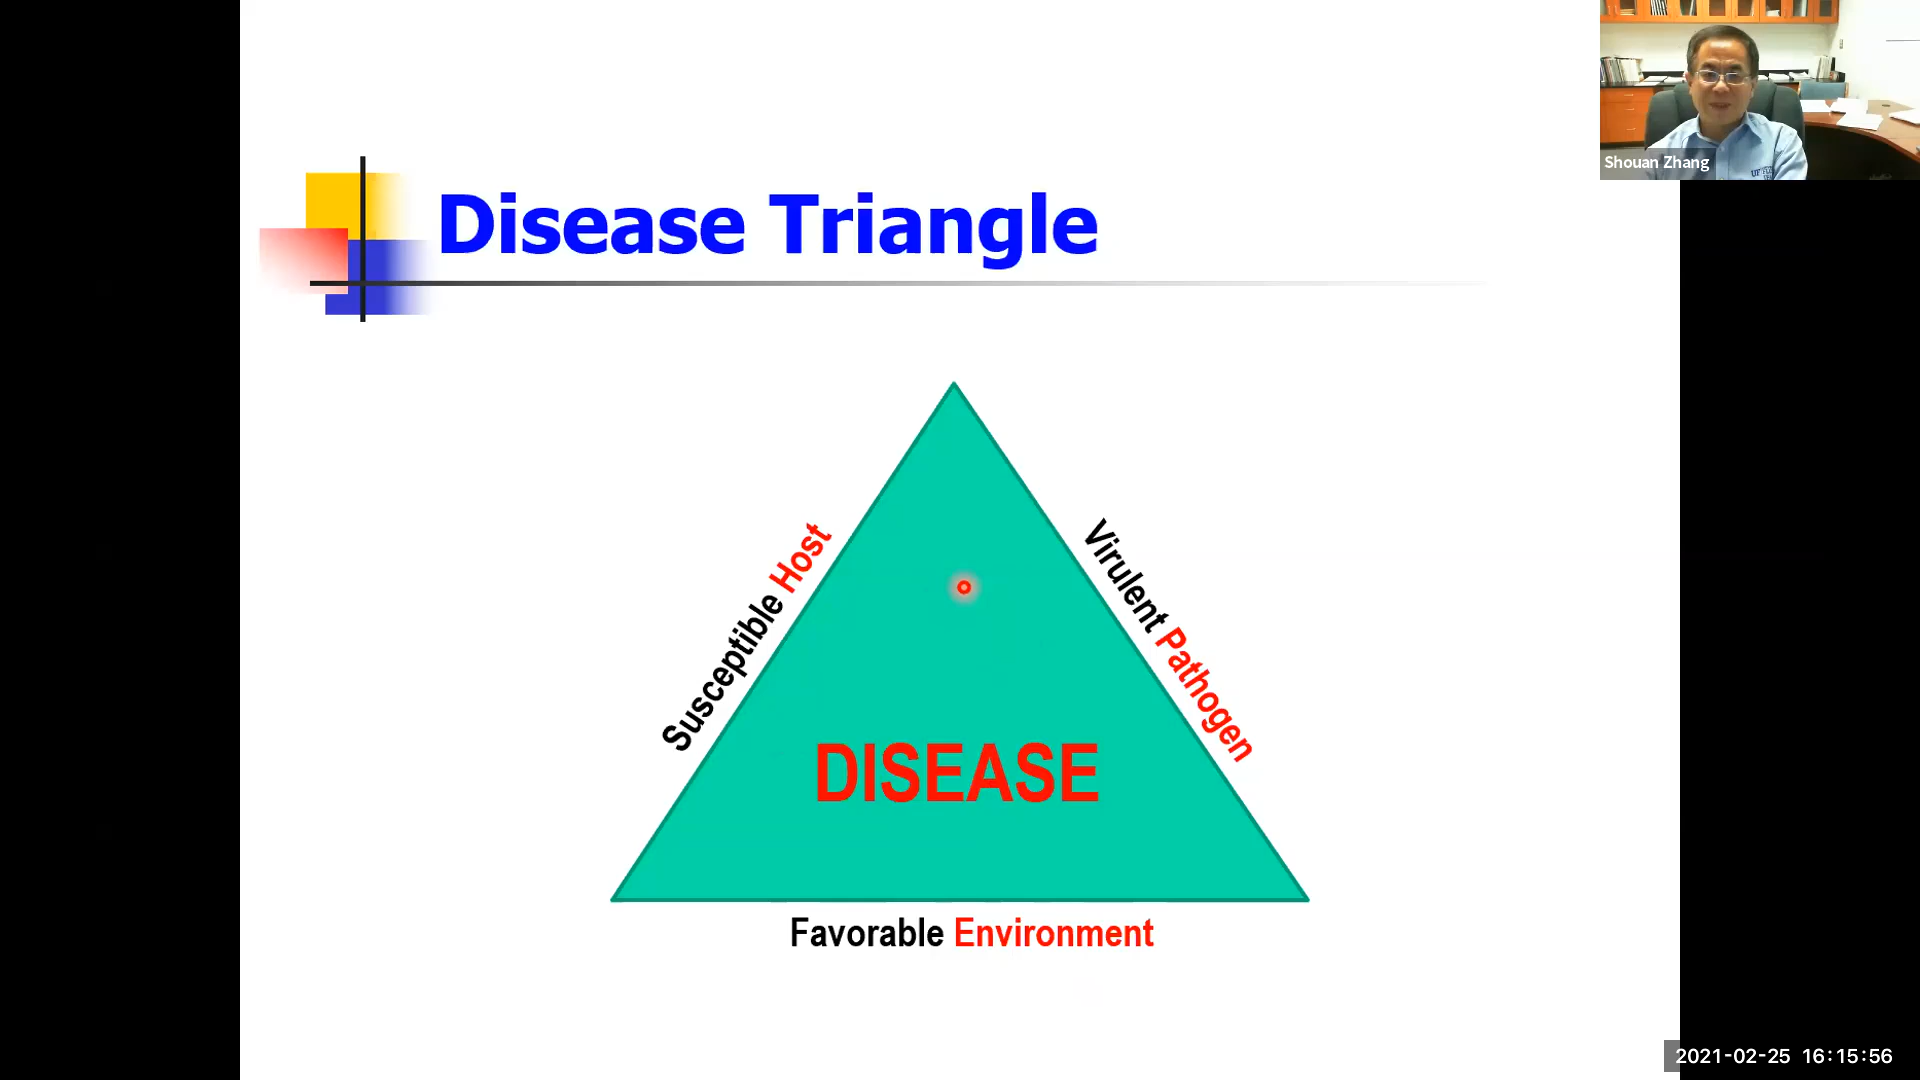 Shouan Zhang
Disease Triangle
Susceptible Host
Virulent Pathogen
DISEASE
Favorable Environment
2021-02-25 16:15:56